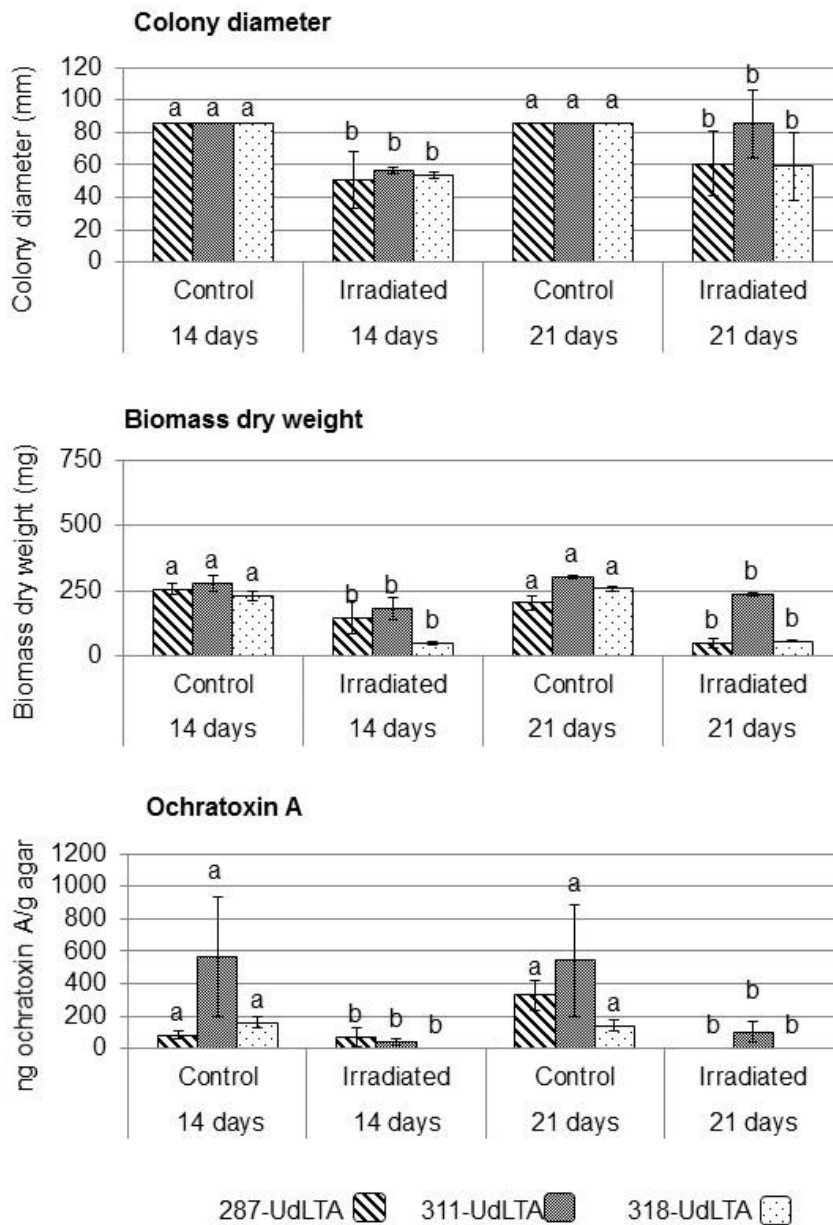 Colony diameter
Colony diameter (mm)
120
100
80
60
40
20
0
a a a
b b b
a a a
b b b
Control Irradiated Control Irradiated
14 days 14 days 21 days 21 days
Biomass dry weight
Biomass dry weight (mg)
750
500
250
0
a a a
b b b
a a a
b b b
Control Irradiated Control Irradiated
14 days 14 days 21 days 21 days
Ochratoxin A
ng ochratoxin A/g agar
1200
1000
800
600
400
200
0
a a a
b b b
a a a
b b b
Control Irradiated Control Irradiated
14 days 14 days 21 days 21 days
287-UdLTA 311-UdLTA 318-UdLTA